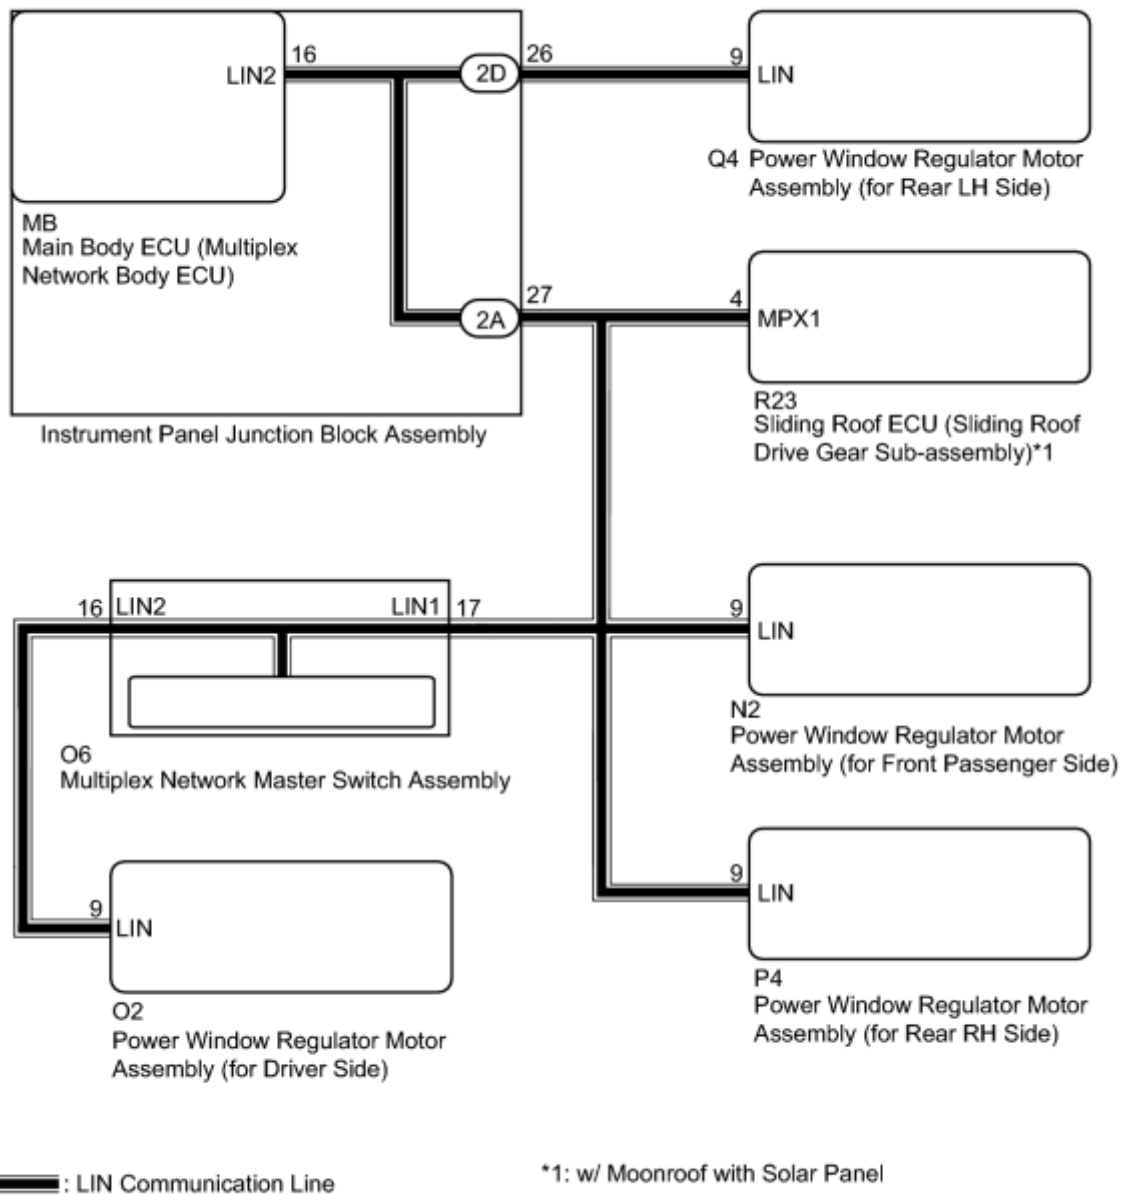 16
LIN2
2D
26
9
LIN
Q4 Power Window Regulator Motor
Assembly (for Rear LH Side)
MB
Main Body ECU (Multiplex
Network Body ECU)
2A
27
4
MPX1
R23
Sliding Roof ECU (Sliding Roof
Drive Gear Sub-assembly)*1
Instrument Panel Junction Block Assembly
16
LIN2
LIN1
17
9
LIN
N2
Power Window Regulator Motor
Assembly (for Front Passenger Side)
O6
Multiplex Network Master Switch Assembly
9
LIN
O2
Power Window Regulator Motor
Assembly (for Driver Side)
9
LIN
P4
Power Window Regulator Motor
Assembly (for Rear RH Side)
: LIN Communication Line
*1: w/ Moonroof with Solar Panel